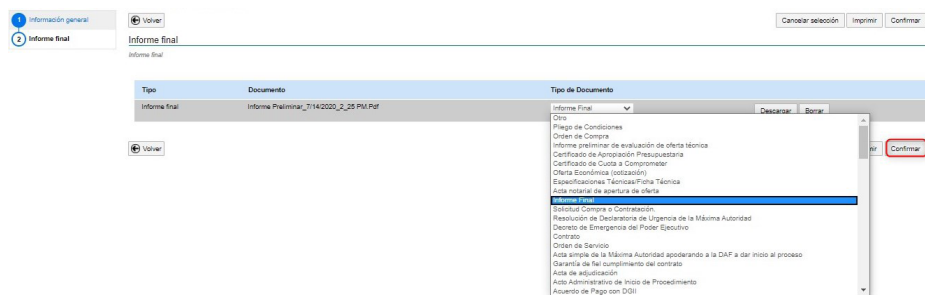 1 Información general
2 Informe final
Volver
Cancelar selección Imprimir Confirmar
Informe final
Informe final
Tipo Documento Tipo de Documento
Informe final Informe Preliminar_7/14/2020_2_25 PM.Pdf Informe Final Descargar Borrar
Otro
Pliego de Condiciones
Orden de Compra
Informe preliminar de evaluación de oferta técnica
Certificado de Apropiación Presupuestaria
Certificado de Cuota a Comprometer
Oferta Económica (cotización)
Especificaciones Técnicas/Ficha Técnica
Acta notarial de apertura de oferta
Informe Final
Solicitud Compra o Contratación.
Resolución de Declaratoria de Urgencia de la Máxima Autoridad
Decreto de Emergencia del Poder Ejecutivo
Contrato
Orden de Servicio
Acta simple de la Máxima Autoridad apoderando a la DAF a dar inicio al proceso
Garantía de fiel cumplimiento del contrato
Acta de adjudicación
Acto Administrativo de Inicio de Procedimiento
Acuerdo de Pago con DGII
Volver
mir Confirmar